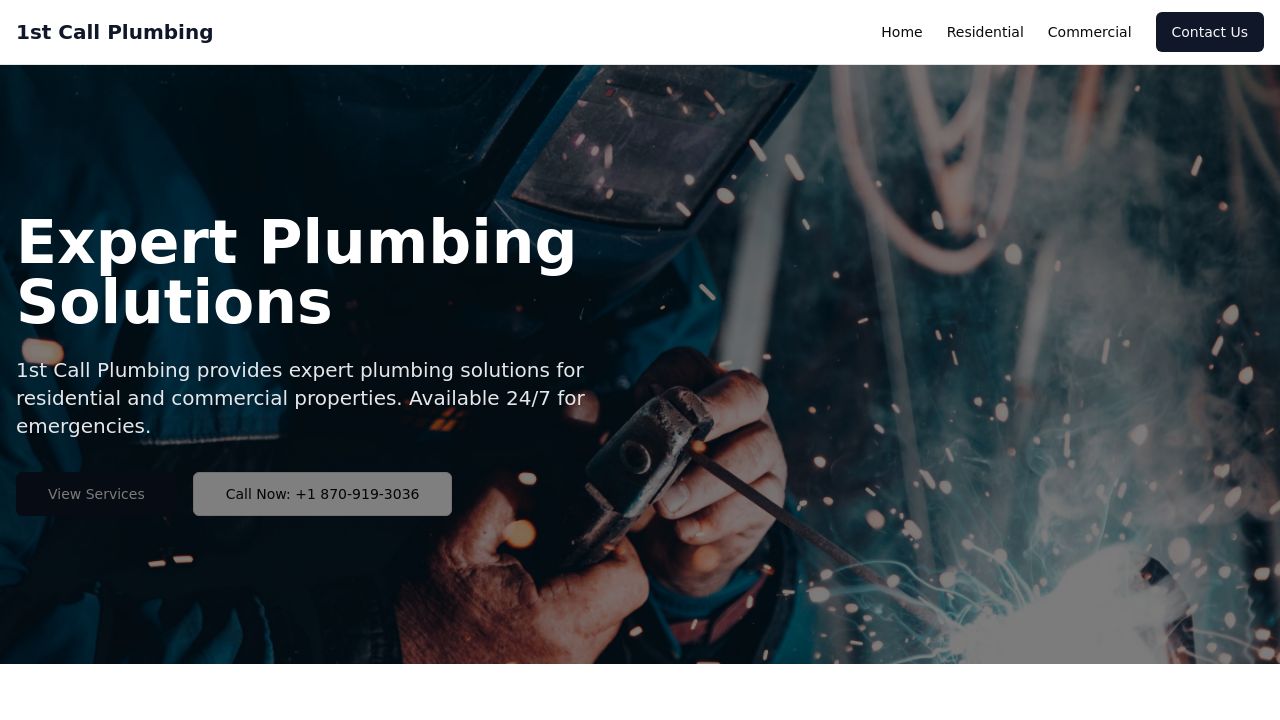 1st Call Plumbing
Home
Residential
Commercial
Contact Us
Expert Plumbing
Solutions
1st Call Plumbing provides expert plumbing solutions for
residential and commercial properties. Available 24/7 for
emergencies.
View Services
Call Now: +1 870-919-3036